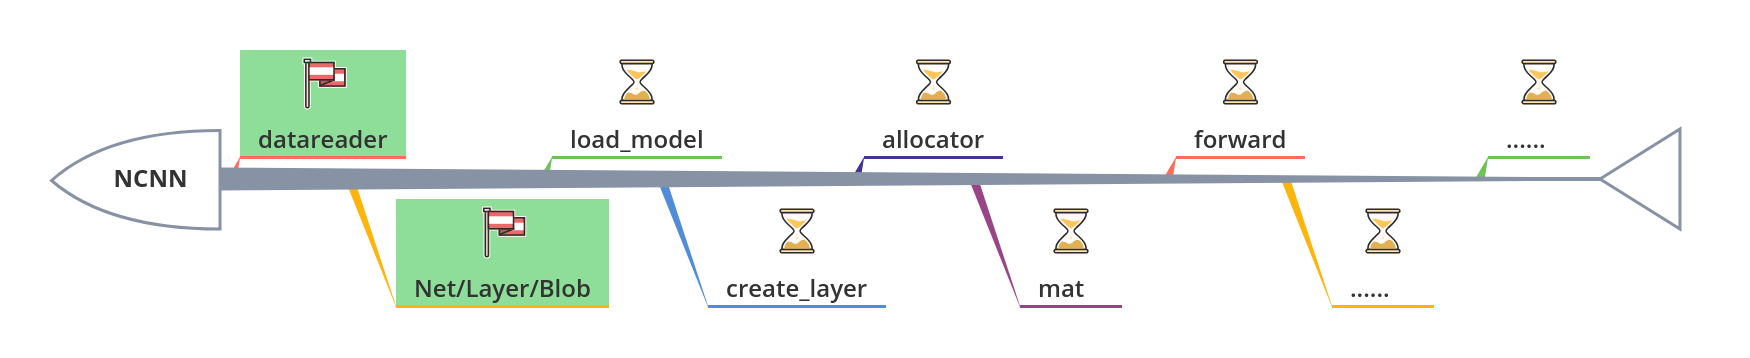 NCNN
datareader
Net/Layer/Blob
load_model
create_layer
allocator
mat
forward
......
......